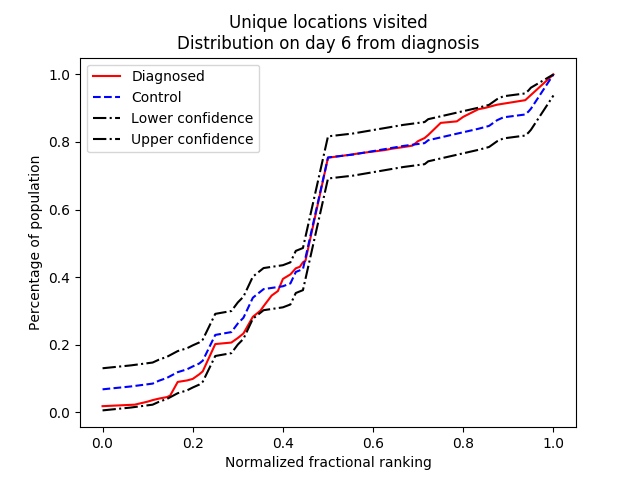 Unique locations visited
Distribution on day 6 from diagnosis
Diagnosed
Control
Lower confidence
Upper confidence
Percentage of population
1.0
0.8
0.6
0.4
0.2
0.0
0.0 0.2 0.4 0.6 0.8 1.0
Normalized fractional ranking